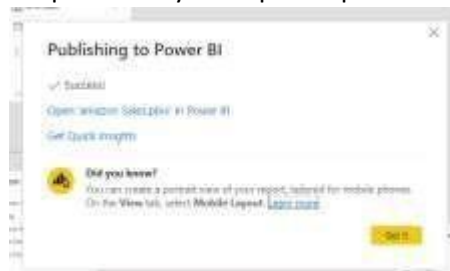 Publishing to Power BI
Success
Open amazon Sales.pbix in Power BI
Get Quick Insights
Did you know?
You can create a portrait view of your report, tailored for mobile phones.
On the View tab, select Mobile Layout. Learn more
Got it